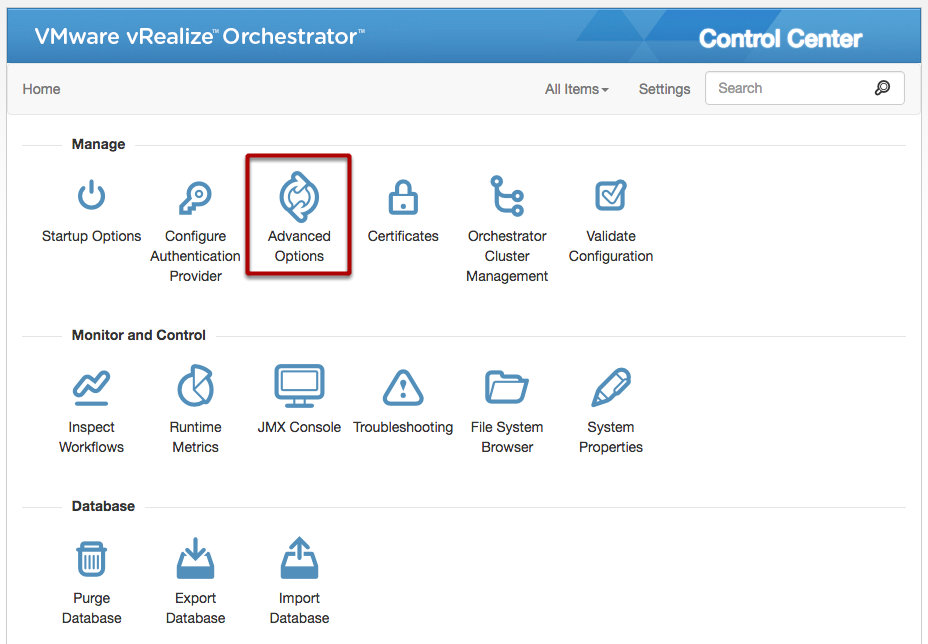 VMware vRealize™ Orchestrator™
Control Center
Home
All Items
Settings
Search
Manage
Startup Options
Configure
Authentication
Provider
Advanced
Options
Certificates
Orchestrator
Cluster
Management
Validate
Configuration
Monitor and Control
Inspect
Workflows
Runtime
Metrics
JMX Console
Troubleshooting
File System
Browser
System
Properties
Database
Purge
Database
Export
Database
Import
Database